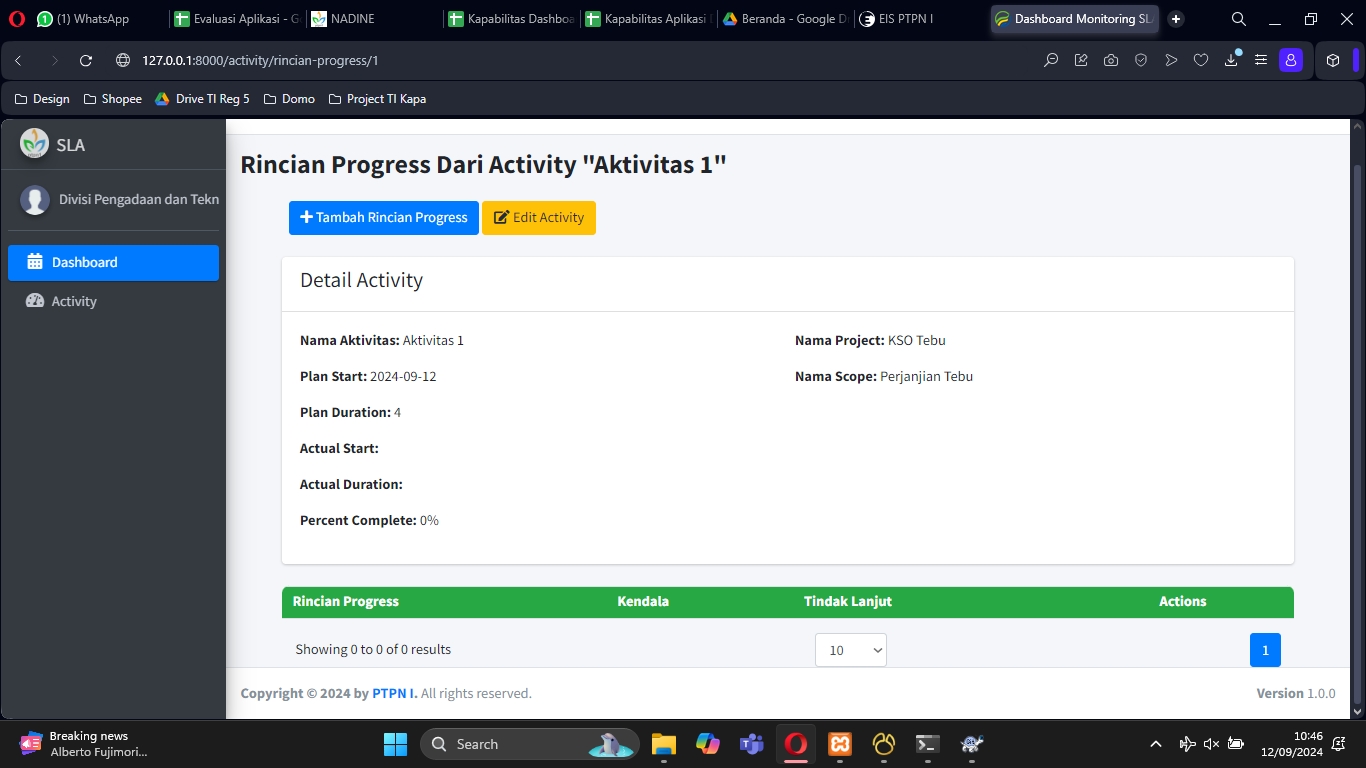 (1) WhatsApp
Evaluasi Aplikasi - G
NADINE
Kapabilitas Dashboa
Kapabilitas Aplikasi
Beranda - Google D
EIS PTPN I
Dashboard Monitoring SL
127.0.0.1:8000/activity/rincian-progress/1
Design
Shopee
Drive TI Reg 5
Domo
Project TI Kapa
SLA
Divisi Pengadaan dan Tekn
Dashboard
Activity
Rincian Progress Dari Activity "Aktivitas 1"
Tambah Rincian Progress
Edit Activity
Detail Activity
Nama Aktivitas: Aktivitas 1
Plan Start: 2024-09-12
Plan Duration: 4
Actual Start:
Actual Duration:
Percent Complete: 0%
Nama Project: KSO Tebu
Nama Scope: Perjanjian Tebu
Rincian Progress Kendala Tindak Lanjut Actions
Showing 0 to 0 of 0 results
10
1
Copyright © 2024 by PTPN I. All rights reserved.
Version 1.0.0
Breaking news
Alberto Fujimori...
Search
10:46
12/09/2024